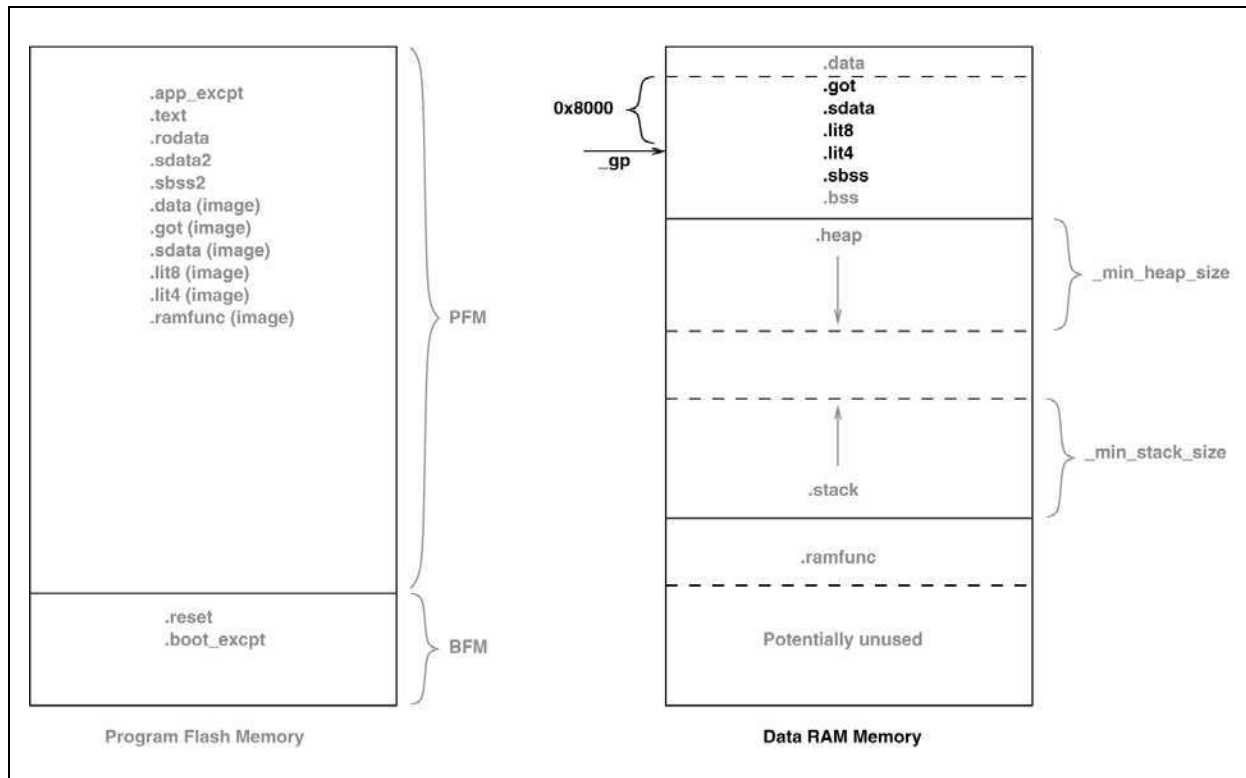 .app_excpt
.text
.rodata
.sdata2
.sbss2
.data (image)
.got (image)
.sdata (image)
.lit8 (image)
.lit4 (image)
.ramfunc (image)
PFM
.reset
.boot_excpt
BFM
Program Flash Memory
.data
.got
0x8000
.sdata
.lit8
.lit4
_gp
.sbss
.bss
.heap
_min_heap_size
_min_stack_size
.stack
.ramfunc
Potentially unused
Data RAM Memory